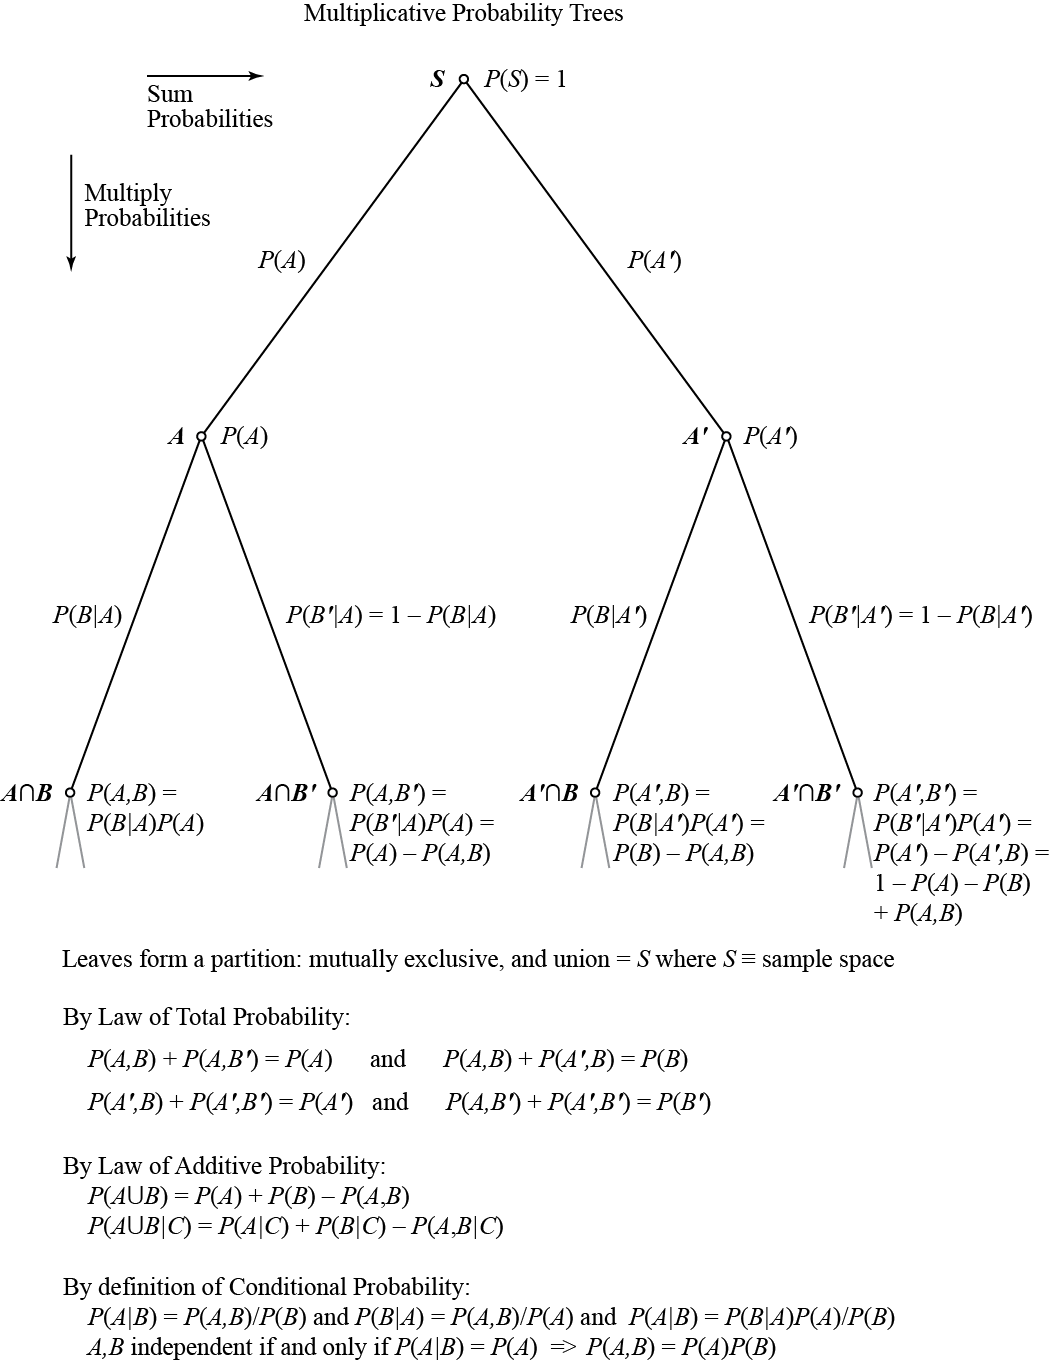 Multiplicative Probability Trees
S P(S) = 1
Sum
Probabilities
Multiply
Probabilities
P(A) P(A′)
A P(A) A′ P(A′)
P(B|A) P(B′|A) = 1 – P(B|A) P(B|A′) P(B′|A′) = 1 – P(B|A′)
A∩B P(A,B) =
P(B|A)P(A)
A∩B′ P(A,B′) =
P(B′|A)P(A) =
P(A) – P(A,B)
A′∩B P(A′,B) =
P(B|A′)P(A′) =
P(B) – P(A,B)
A′∩B′ P(A′,B′) =
P(B′|A′)P(A′) =
P(A′) – P(A′,B) =
1 – P(A) – P(B)
+ P(A,B)
Leaves form a partition: mutually exclusive, and union = S where S ≡ sample space
By Law of Total Probability:
P(A,B) + P(A,B′) = P(A) and P(A,B) + P(A′,B) = P(B)
P(A′,B) + P(A′,B′) = P(A′) and P(A,B′) + P(A′,B′) = P(B′)
By Law of Additive Probability:
P(A∪B) = P(A) + P(B) – P(A,B)
P(A∪B|C) = P(A|C) + P(B|C) – P(A,B|C)
By definition of Conditional Probability:
P(A|B) = P(A,B)/P(B) and P(B|A) = P(A,B)/P(A) and P(A|B) = P(B|A)P(A)/P(B)
A,B independent if and only if P(A|B) = P(A) => P(A,B) = P(A)P(B)